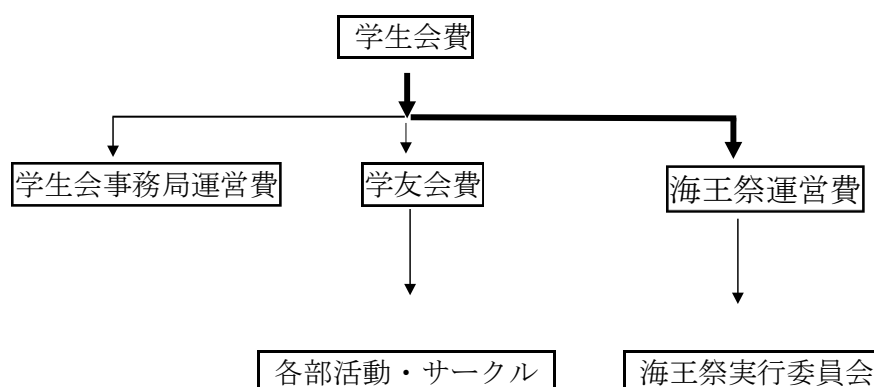 学生会費
学生会事務局運営費
学友会費
海王祭運営費
各部活動・サークル
海王祭実行委員会